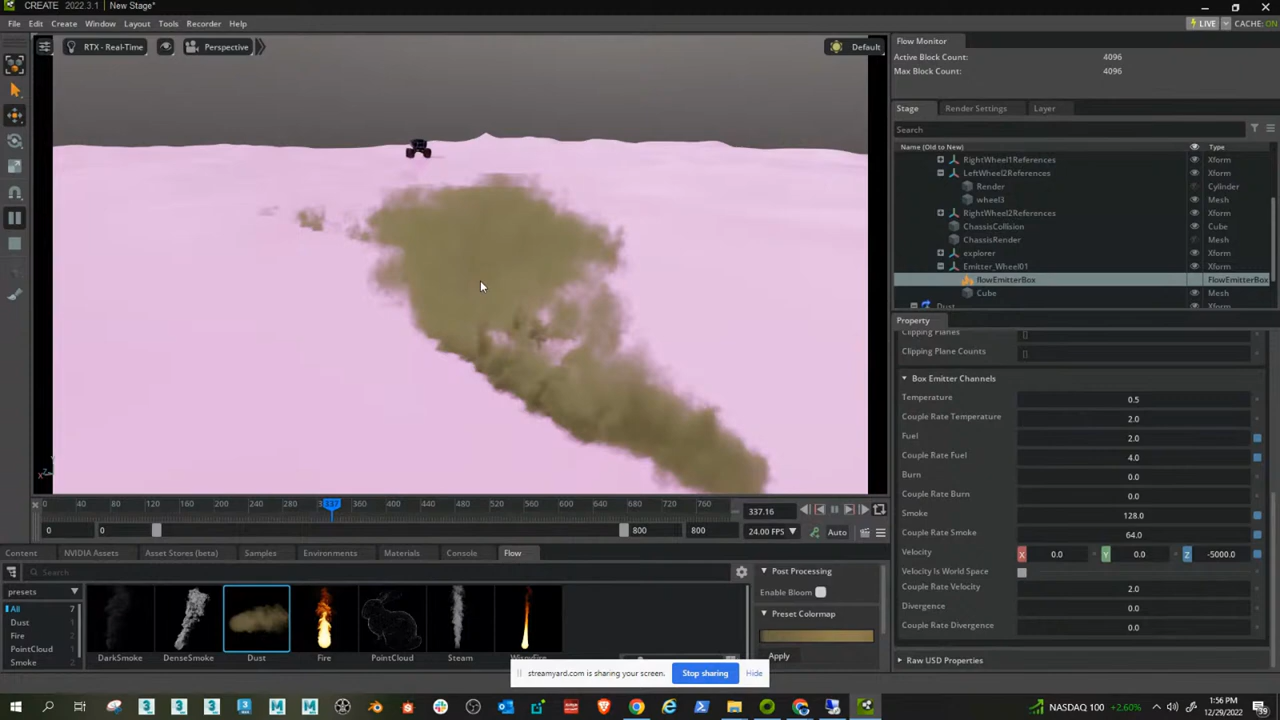 CREATE 2022.3.1 New Stage*
File Edit Create Window Layout Tools Recorder Help
LIVE CACHE: ON
RTX - Real-Time Perspective Default
Flow Monitor
Active Block Count: 4096
Max Block Count: 4096
Stage Render Settings Layer
Search
Name (Old to New) Type
RightWheel1References Xform
LeftWheel2References Xform
Render Cylinder
wheel3 Mesh
RightWheel2References Xform
ChassisCollision Cube
ChassisRender Mesh
explorer Xform
Emitter_Wheel01 Xform
flowEmitterBox FlowEmitterBox
Cube Mesh
Dust Xform
Property
Clipping Planes []
Clipping Plane Counts []
Box Emitter Channels
Temperature 0.5
Couple Rate Temperature 2.0
Fuel 2.0
Couple Rate Fuel 4.0
Burn 0.0
Couple Rate Burn 0.0
Smoke 128.0
Couple Rate Smoke 64.0
Velocity X 0.0 Y 0.0 Z -5000.0
Velocity Is World Space
Couple Rate Velocity 2.0
Divergence 0.0
Couple Rate Divergence 0.0
Raw USD Properties
0 40 80 120 160 200 240 280 320 360 400 440 480 520 560 600 640 680 720 760 337.16
0 0 800 800 24.00 FPS Auto
Content NVIDIA Assets Asset Stores (beta) Samples Environments Materials Console Flow
Search
presets
All 7
Dust 1
Fire 2
PointCloud 1
Smoke 3
DarkSmoke DenseSmoke Dust Fire PointCloud Steam WispyFire
Post Processing
Enable Bloom
Preset Colormap
Apply
streamyard.com is sharing your screen. Stop sharing Hide
NASDAQ 100 +2.60% 1:56 PM
12/29/2022